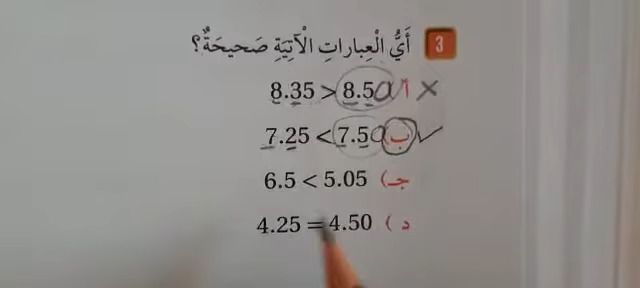 3 أَيُّ الْعِباراتِ الْآتِيَةِ صَحيحَةٌ؟
أ) 8.35 > 8.50
ب) 7.25 < 7.50
جـ) 6.5 < 5.05
د) 4.25 = 4.50